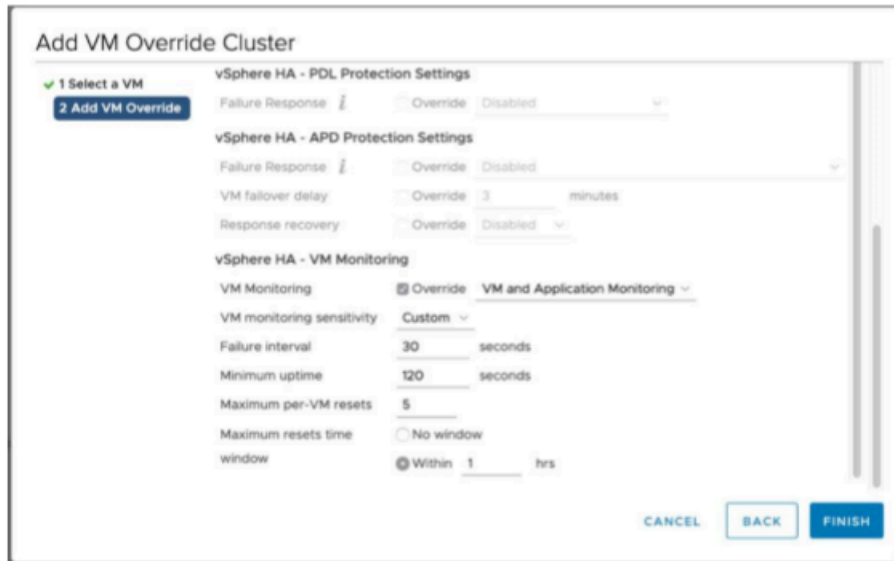 Add VM Override Cluster
1 Select a VM
2 Add VM Override
vSphere HA - PDL Protection Settings
Failure Response i Override Disabled
vSphere HA - APD Protection Settings
Failure Response i Override Disabled
VM failover delay Override 3 minutes
Response recovery Override Disabled
vSphere HA - VM Monitoring
VM Monitoring Override VM and Application Monitoring
VM monitoring sensitivity Custom
Failure interval 30 seconds
Minimum uptime 120 seconds
Maximum per-VM resets 5
Maximum resets time No window
window Within 1 hrs
CANCEL BACK FINISH